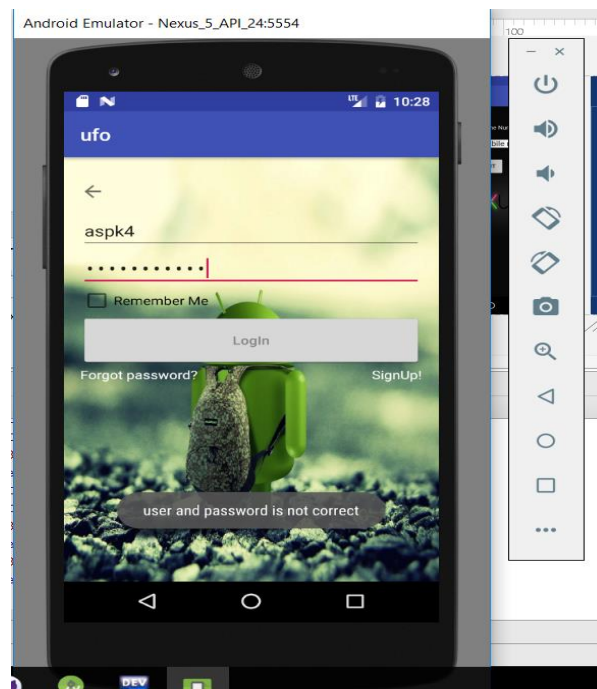 Android Emulator - Nexus_5_API_24:5554
100
LTE 10:28
ufo
aspk4
Remember Me
LogIn
Forgot password? SignUp!
user and password is not correct
DEV